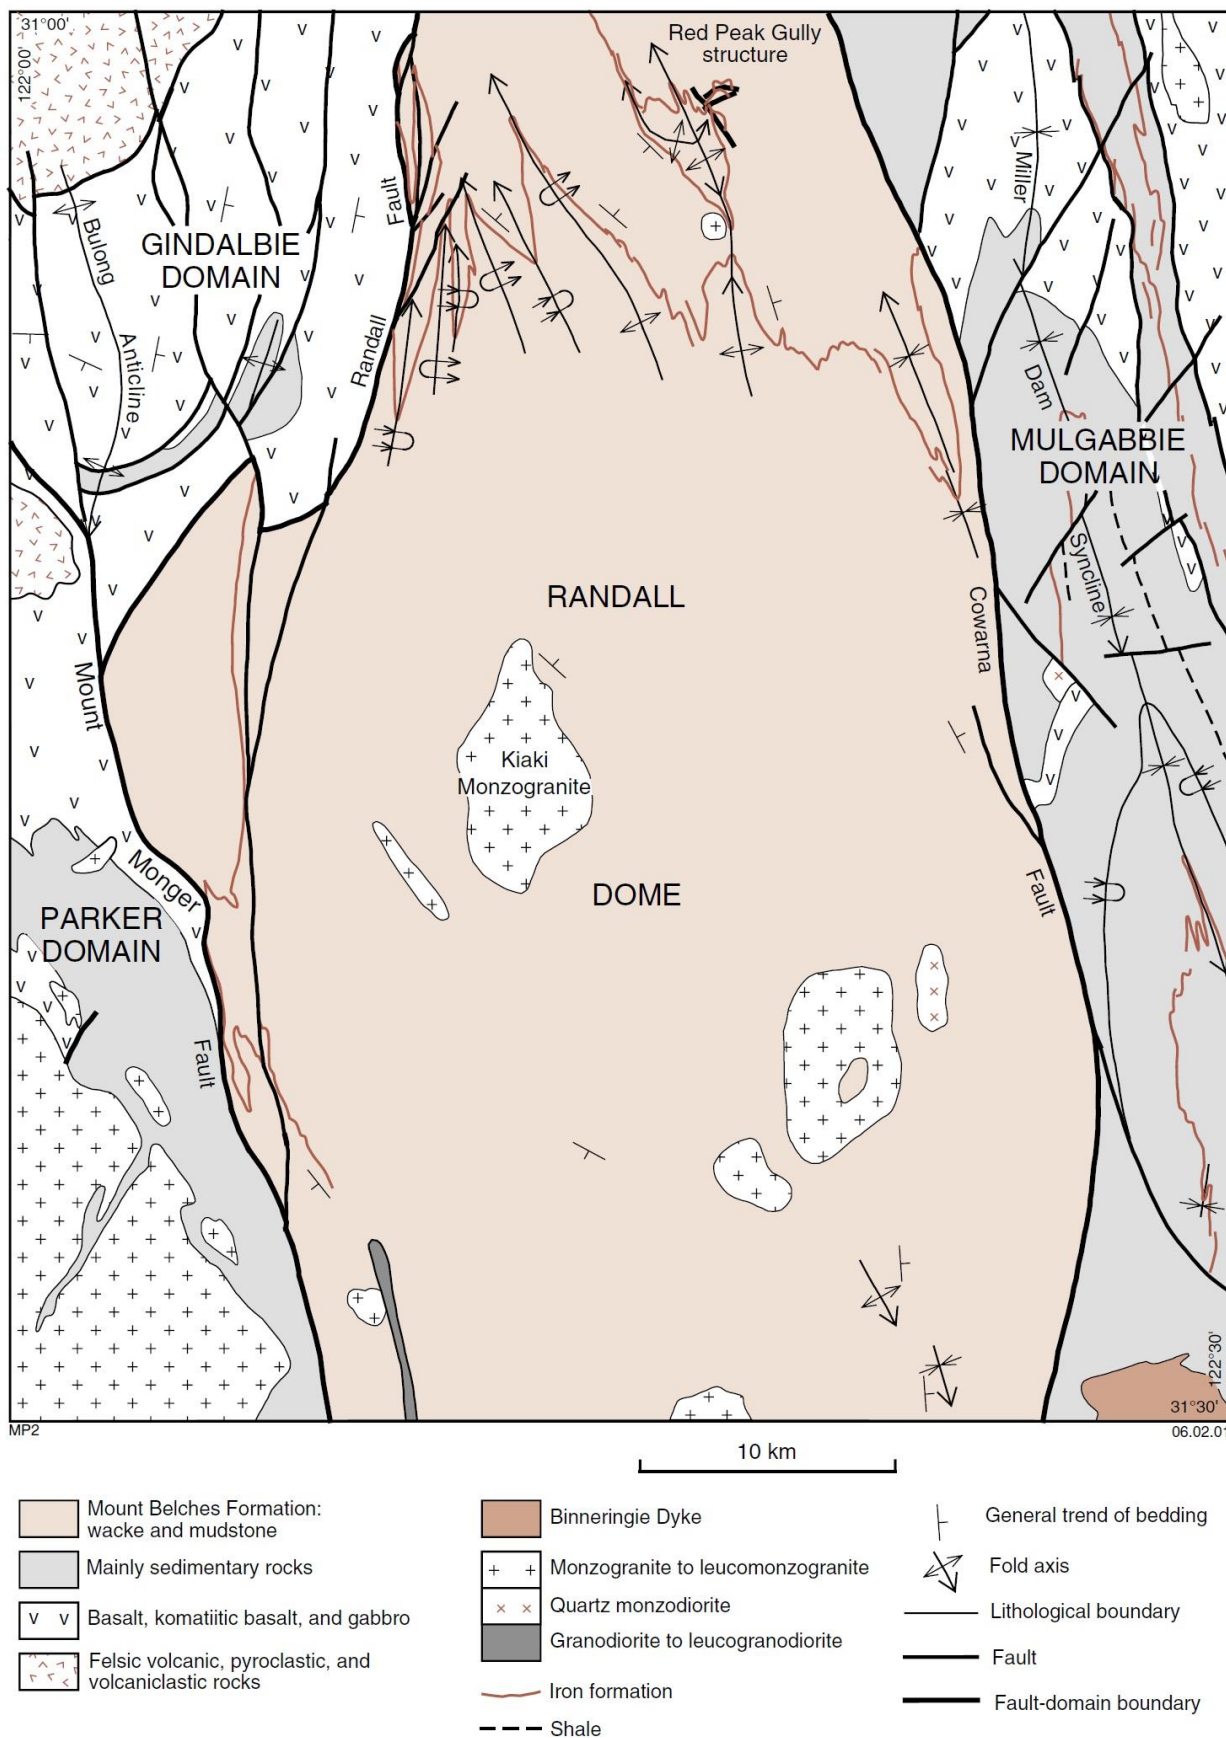 31°00'
122°00'
Red Peak Gully
structure
Miller
Fault
Bulong
GINDALBIE
DOMAIN
Anticline
Randall
Dam
MULGABBIE
DOMAIN
Syncline
RANDALL
Cowarna
Mount
Kiaki
Monzogranite
Monger
Fault
DOME
PARKER
DOMAIN
Fault
122°30'
31°30'
MP2
06.02.01
10 km
Mount Belches Formation:
wacke and mudstone
Mainly sedimentary rocks
Basalt, komatiitic basalt, and gabbro
Felsic volcanic, pyroclastic, and
volcaniclastic rocks
Binneringie Dyke
Monzogranite to leucomonzogranite
Quartz monzodiorite
Granodiorite to leucogranodiorite
Iron formation
Shale
General trend of bedding
Fold axis
Lithological boundary
Fault
Fault-domain boundary